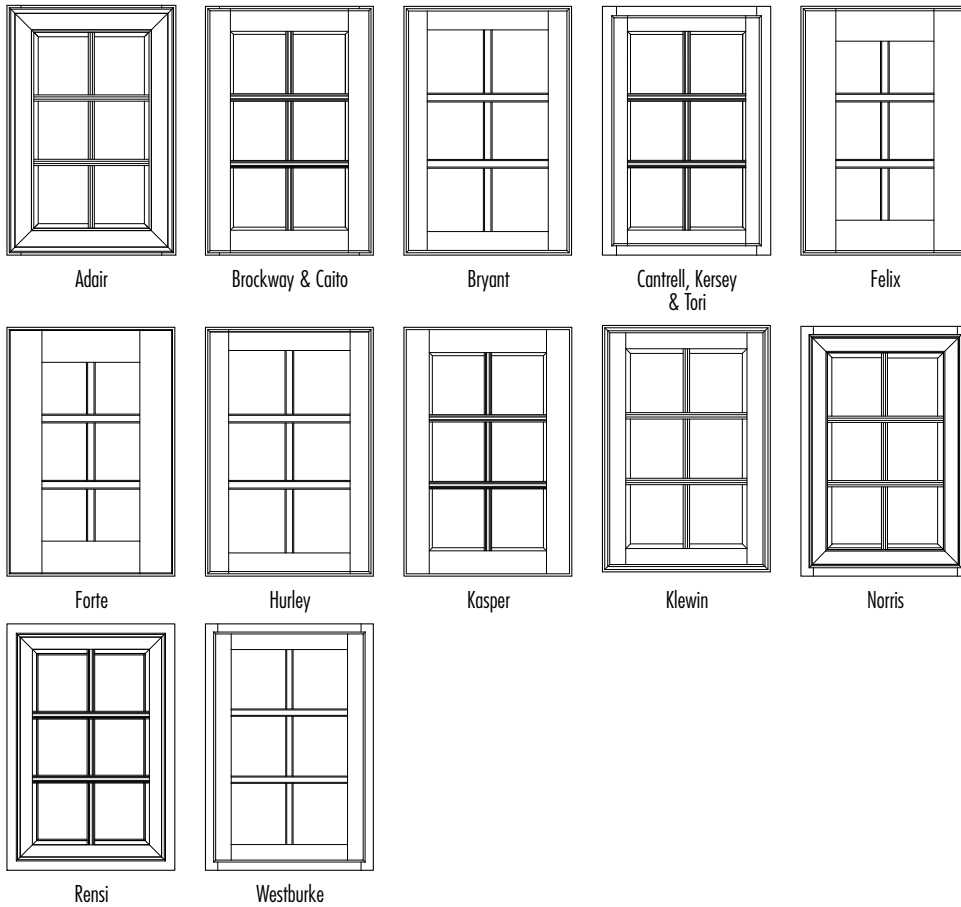 Adair
Brockway & Caito
Bryant
Cantrell, Kersey
& Tori
Felix
Forte
Hurley
Kasper
Klewin
Norris
Rensi
Westburke